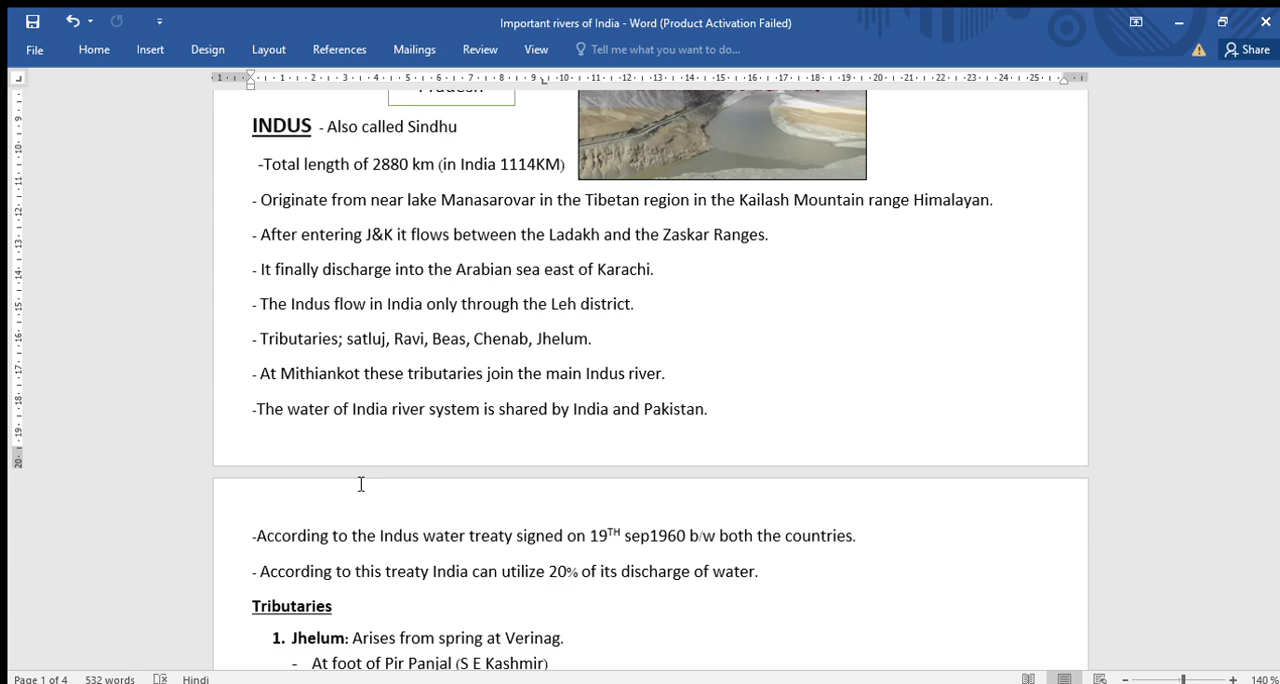 Important rivers of India - Word (Product Activation Failed)
File Home Insert Design Layout References Mailings Review View Tell me what you want to do... Share
INDUS - Also called Sindhu
-Total length of 2880 km (in India 1114KM)
- Originate from near lake Manasarovar in the Tibetan region in the Kailash Mountain range Himalayan.
- After entering J&K it flows between the Ladakh and the Zaskar Ranges.
- It finally discharge into the Arabian sea east of Karachi.
- The Indus flow in India only through the Leh district.
- Tributaries; satluj, Ravi, Beas, Chenab, Jhelum.
- At Mithiankot these tributaries join the main Indus river.
-The water of India river system is shared by India and Pakistan.
-According to the Indus water treaty signed on 19TH sep1960 b/w both the countries.
- According to this treaty India can utilize 20% of its discharge of water.
Tributaries
1. Jhelum: Arises from spring at Verinag.
- At foot of Pir Panjal (S E Kashmir)
Page 1 of 4 532 words Hindi 140%